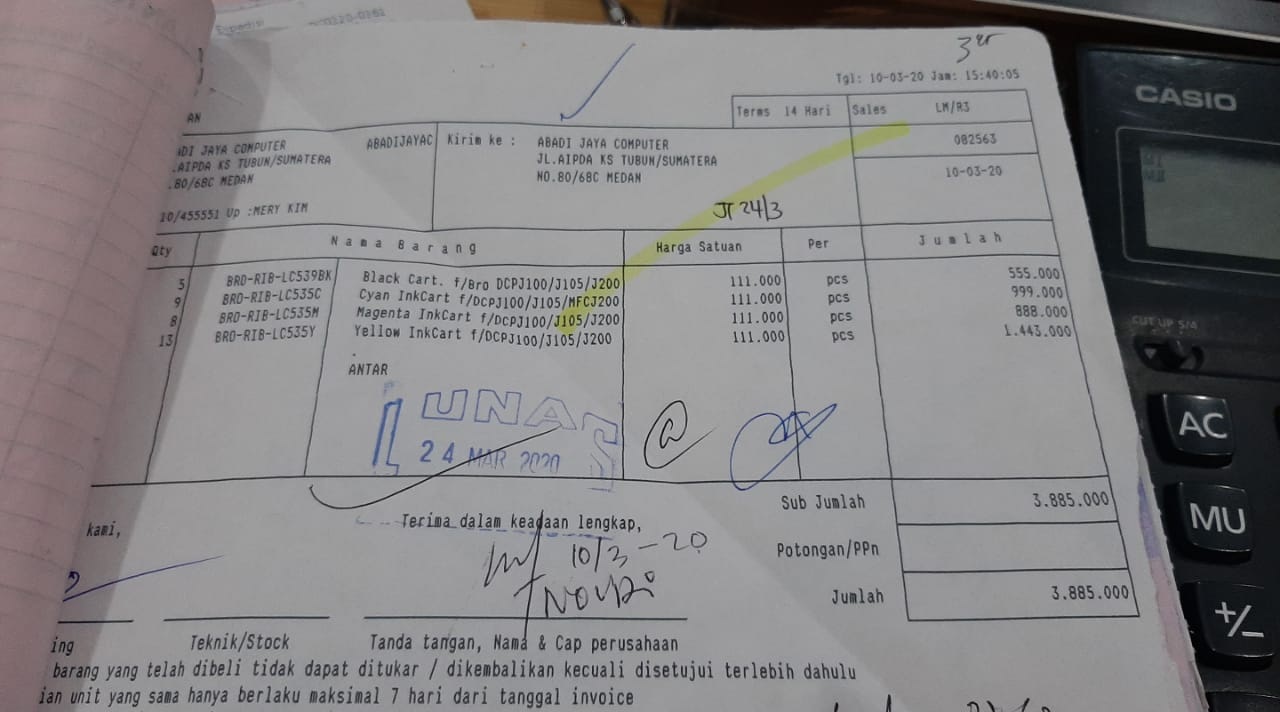 Expedisi
Tgl: 10-03-20 Jam: 15:40:05
AN
Terms 14 Hari Sales LM/R3
ADI JAYA COMPUTER ABADIJAYAC Kirim ke : ABADI JAYA COMPUTER 082563
.AIPDA KS TUBUN/SUMATERA JL.AIPDA KS TUBUN/SUMATERA
.80/68C MEDAN NO.80/68C MEDAN 10-03-20
10/455551 Up :MERY KIM JT 24/3
Qty Nama Barang Harga Satuan Per Jumlah
5 BRO-RIB-LC539BK Black Cart. f/Bro DCPJ100/J105/J200 111.000 pcs 555.000
9 BRO-RIB-LC535C Cyan InkCart f/DCPJ100/J105/MFCJ200 111.000 pcs 999.000
8 BRO-RIB-LC535M Magenta InkCart f/DCPJ100/J105/J200 111.000 pcs 888.000
13 BRO-RIB-LC535Y Yellow InkCart f/DCPJ100/J105/J200 111.000 pcs 1.443.000
.
ANTAR
LUNAS
24 MAR 2020
Sub Jumlah 3.885.000
kami, Terima dalam keadaan lengkap,
10/3-20
Potongan/PPn
Jumlah 3.885.000
ing Teknik/Stock Tanda tangan, Nama & Cap perusahaan
barang yang telah dibeli tidak dapat ditukar / dikembalikan kecuali disetujui terlebih dahulu
ian unit yang sama hanya berlaku maksimal 7 hari dari tanggal invoice
CASIO
CUT UP 5/4
AC
MU
+/-